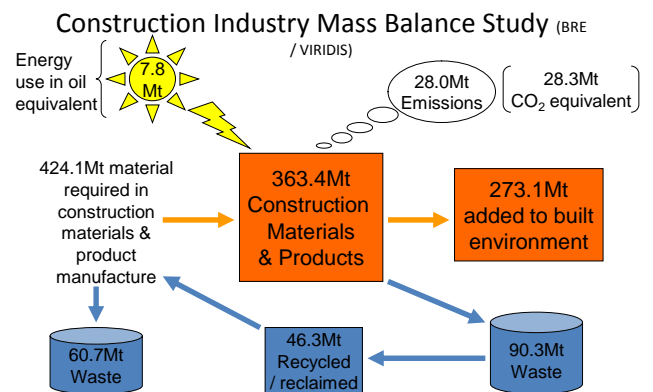 Construction Industry Mass Balance Study (BRE
/ VIRIDIS)
Energy
use in oil
equivalent
7.8
Mt
28.0Mt
Emissions
28.3Mt
CO₂ equivalent
424.1Mt material
required in
construction
materials &
product
manufacture
363.4Mt
Construction
Materials
& Products
273.1Mt
added to built
environment
60.7Mt
Waste
46.3Mt
Recycled
/ reclaimed
90.3Mt
Waste